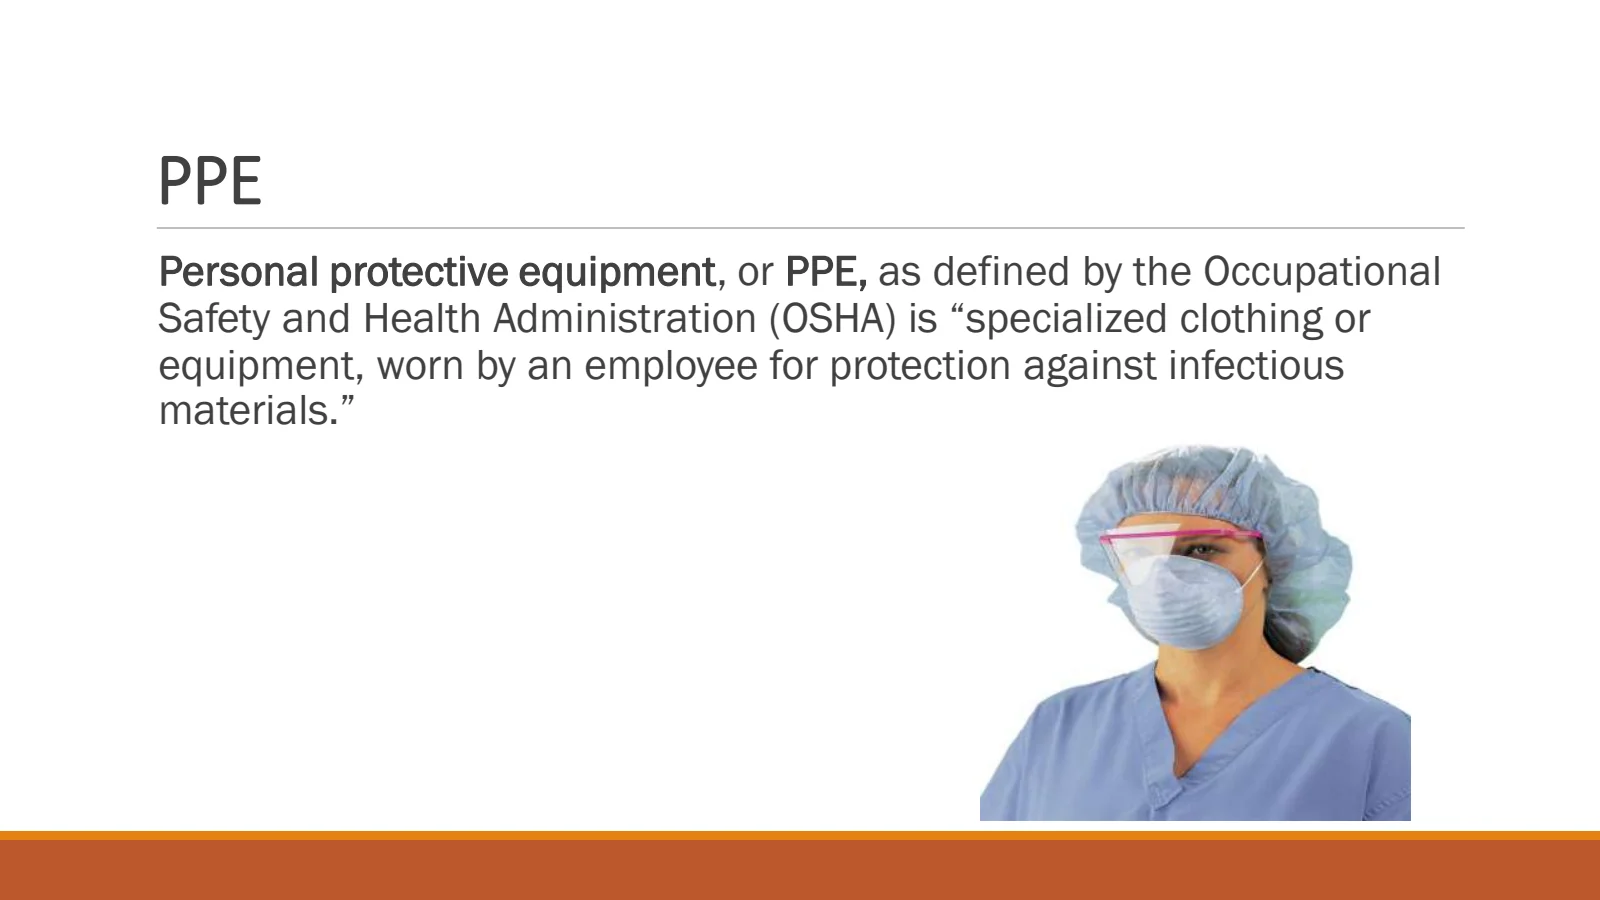 PPE
Personal protective equipment, or PPE, as defined by the Occupational
Safety and Health Administration (OSHA) is “specialized clothing or
equipment, worn by an employee for protection against infectious
materials.”